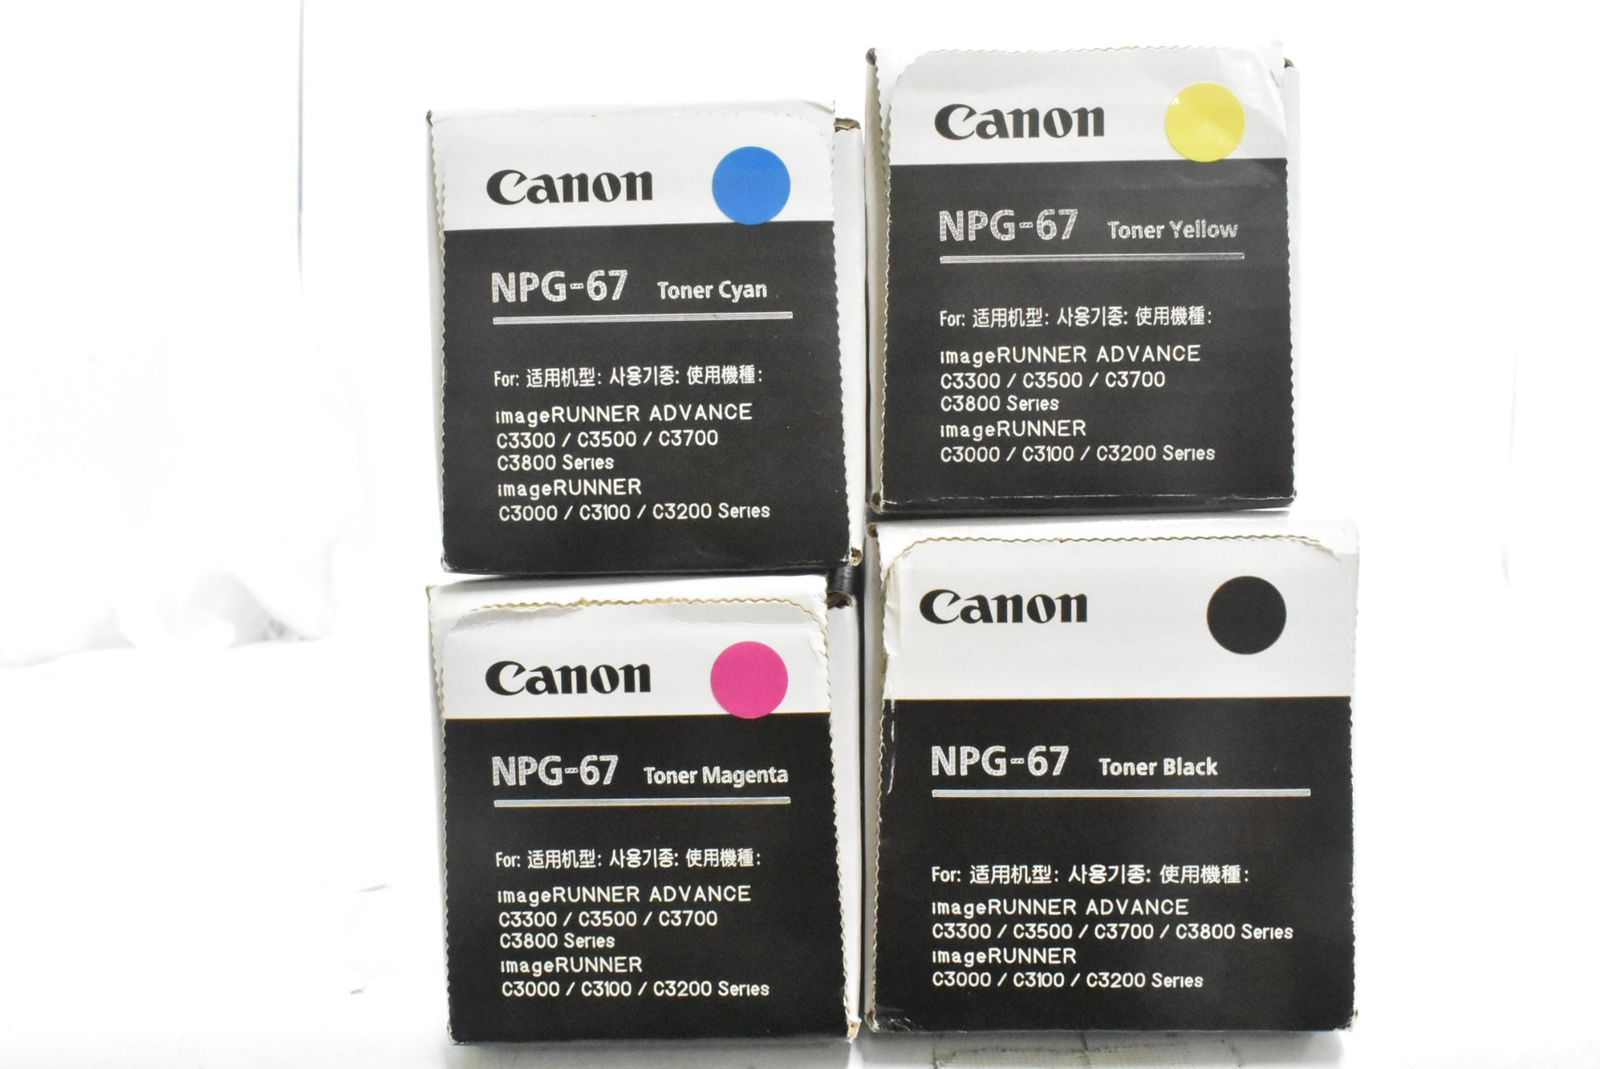 Canon
NPG-67 Toner Cyan
For: 适用机型: 사용기종: 使用機種:
imageRUNNER ADVANCE
C3300 / C3500 / C3700
C3800 Series
imageRUNNER
C3000 / C3100 / C3200 Series
Canon
NPG-67 Toner Yellow
For: 适用机型: 사용기종: 使用機種:
imageRUNNER ADVANCE
C3300 / C3500 / C3700
C3800 Series
imageRUNNER
C3000 / C3100 / C3200 Series
Canon
NPG-67 Toner Magenta
For: 适用机型: 사용기종: 使用機種:
imageRUNNER ADVANCE
C3300 / C3500 / C3700
C3800 Series
imageRUNNER
C3000 / C3100 / C3200 Series
Canon
NPG-67 Toner Black
For: 适用机型: 사용기종: 使用機種:
imageRUNNER ADVANCE
C3300 / C3500 / C3700 / C3800 Series
imageRUNNER
C3000 / C3100 / C3200 Series